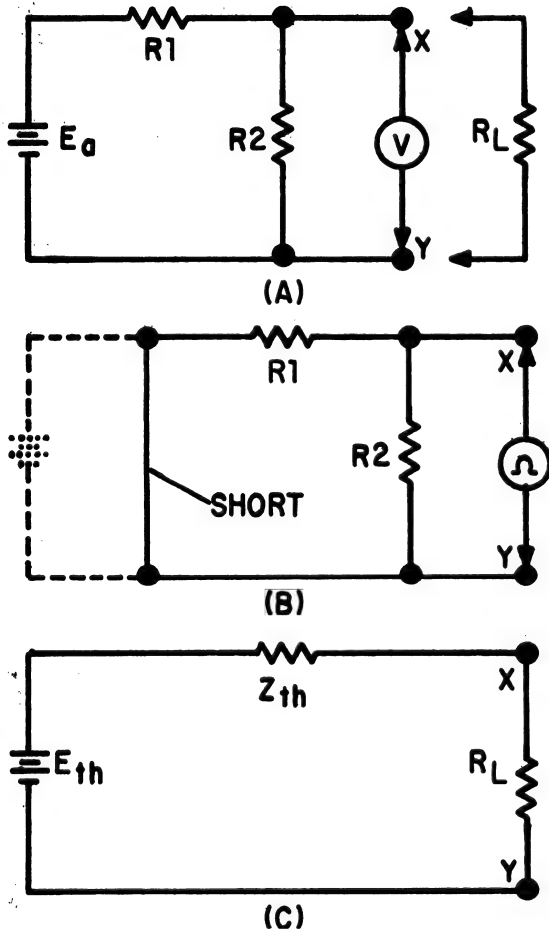 R1
X
Ea
R2
V
RL
Y
(A)
R1
X
R2
Ω
SHORT
Y
(B)
Zth
X
Eth
RL
Y
(C)